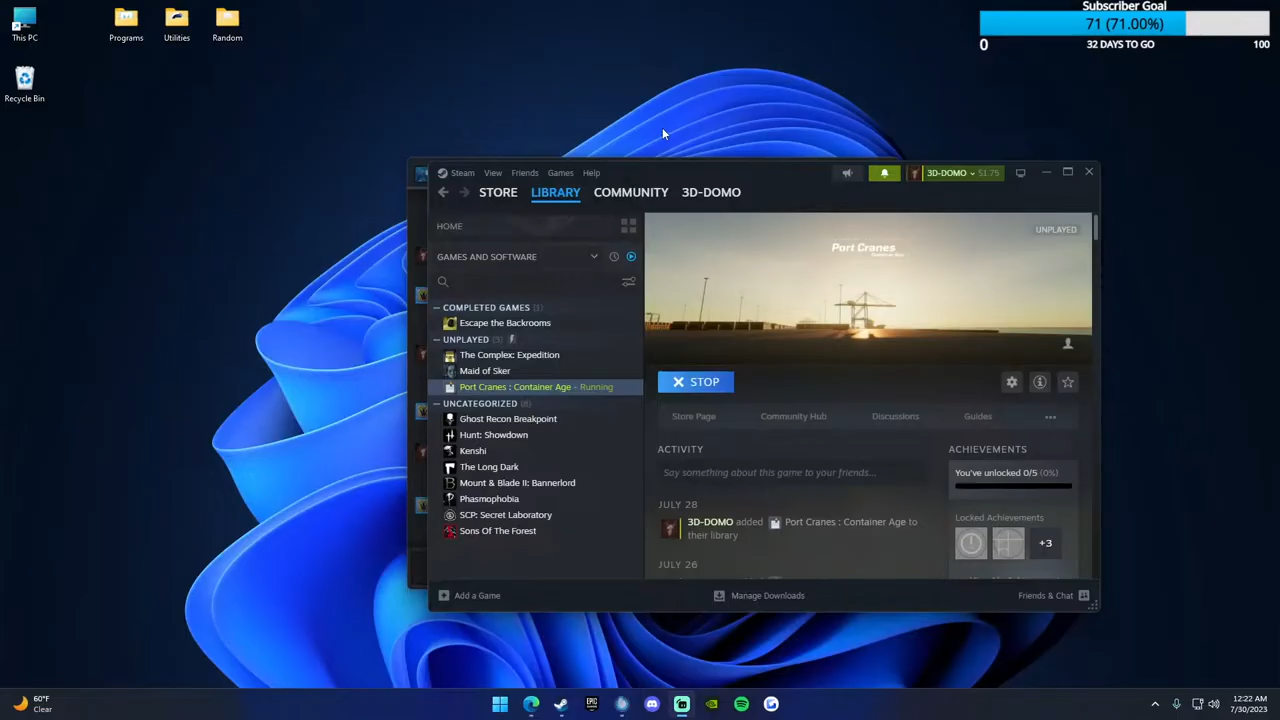 This PC
Programs
Utilities
Random
Recycle Bin
Subscriber Goal
71 (71.00%)
0
32 DAYS TO GO
100
Steam
View
Friends
Games
Help
3D-DOMO
51.75
STORE
LIBRARY
COMMUNITY
3D-DOMO
HOME
GAMES AND SOFTWARE
COMPLETED GAMES (1)
Escape the Backrooms
UNPLAYED (3)
The Complex: Expedition
Maid of Sker
Port Cranes : Container Age - Running
UNCATEGORIZED (8)
Ghost Recon Breakpoint
Hunt: Showdown
Kenshi
The Long Dark
Mount & Blade II: Bannerlord
Phasmophobia
SCP: Secret Laboratory
Sons Of The Forest
Port Cranes
UNPLAYED
STOP
Store Page
Community Hub
Discussions
Guides
ACTIVITY
Say something about this game to your friends...
JULY 28
3D-DOMO added Port Cranes : Container Age to
their library
JULY 26
ACHIEVEMENTS
You've unlocked 0/5 (0%)
Locked Achievements
+3
Add a Game
Manage Downloads
Friends & Chat
60°F
Clear
EPIC
12:22 AM
7/30/2023